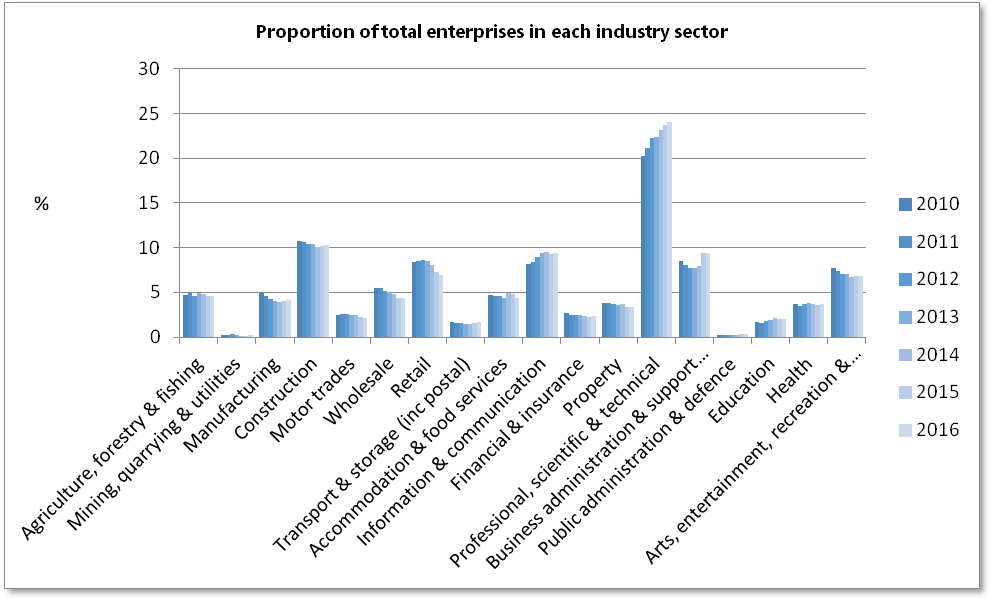 Proportion of total enterprises in each industry sector
30
25
20
15
10
5
0
%
Agriculture, forestry & fishing
Mining, quarrying & utilities
Manufacturing
Construction
Motor trades
Wholesale
Retail
Transport & storage (inc postal)
Accommodation & food services
Information & communication
Financial & insurance
Property
Professional, scientific & technical
Business administration & support...
Public administration & defence
Education
Health
Arts, entertainment, recreation &...
2010
2011
2012
2013
2014
2015
2016